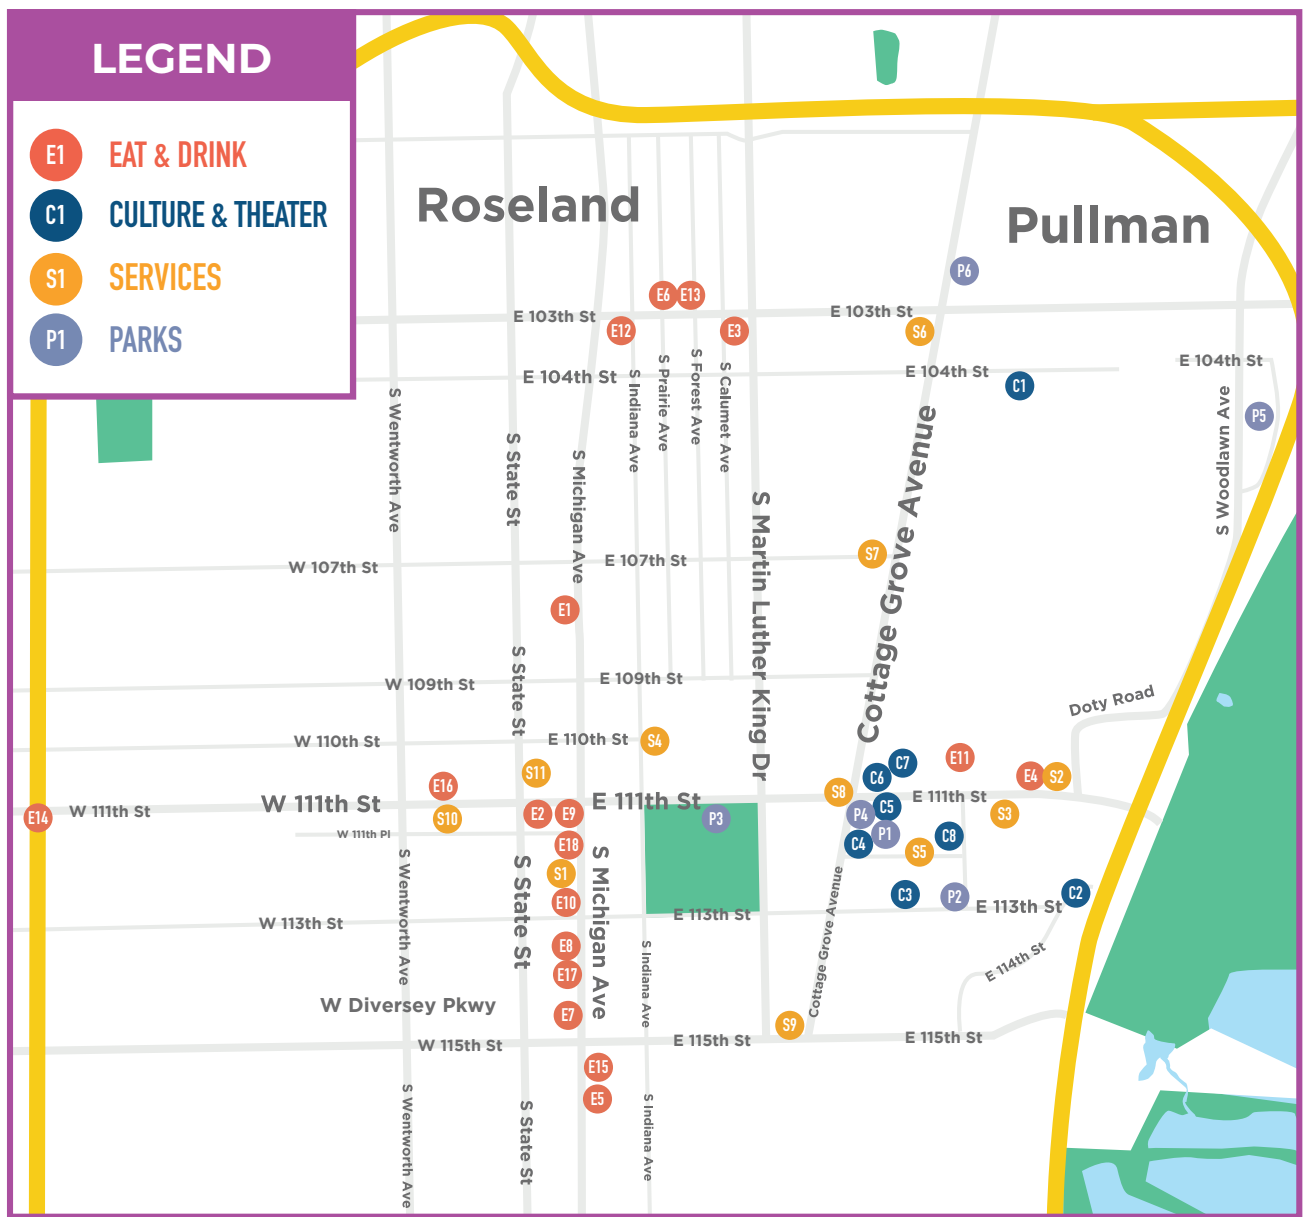 LEGEND
E1 EAT & DRINK
C1 CULTURE & THEATER
S1 SERVICES
P1 PARKS
Roseland
Pullman
P6
E6
E13
E 103th St
E 103th St
E12
E3
S6
E 104th St
E 104th St
E 104th St
C1
P5
S Wentworth Ave
S State St
S Michigan Ave
S Indiana Ave
S Prairie Ave
S Forest Ave
S Calumet Ave
S Martin Luther King Dr
Cottage Grove Avenue
S Woodlawn Ave
W 107th St
E 107th St
S7
E1
S State St
W 109th St
E 109th St
Doty Road
W 110th St
E 110th St
S4
C7
C6
E11
E4
S2
S11
E16
S8
W 111th St
W 111th St
E 111th St
E 111th St
E14
S10
E2
E9
P3
P4
C5
S3
W 111th Pl
P1
C8
E18
C4
S5
S1
S Wentworth Ave
S State St
S Michigan Ave
Cottage Grove Avenue
E10
C3
P2
C2
W 113th St
E 113th St
E 113th St
E8
E17
S Indiana Ave
E 114th St
W Diversey Pkwy
E7
S9
W 115th St
E 115th St
E 115th St
E15
E5
S Wentworth Ave
S State St
S Indiana Ave